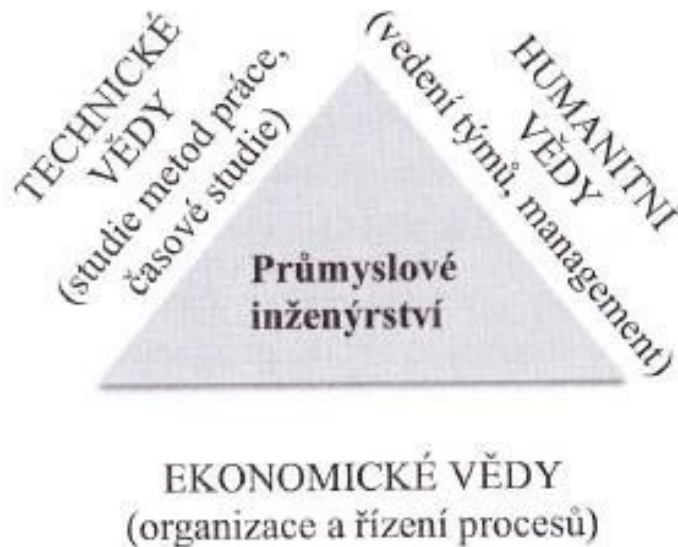 TECHNICKÉ
VĚDY
(studie metod práce,
časové studie)
HUMANITNÍ
VĚDY
(vedení týmů, management)
Průmyslové
inženýrství
EKONOMICKÉ VĚDY
(organizace a řízení procesů)